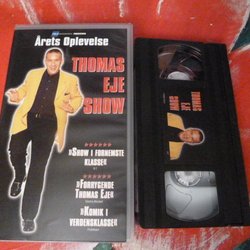 Årets Oplevelse
THOMAS
EJE
SHOW
»SHOW I FORNEMSTE
KLASSE«
»FORRYGENDE
THOMAS EJE«
»KOMIK I
VERDENSKLASSE«
THOMAS
EJE
SHOW